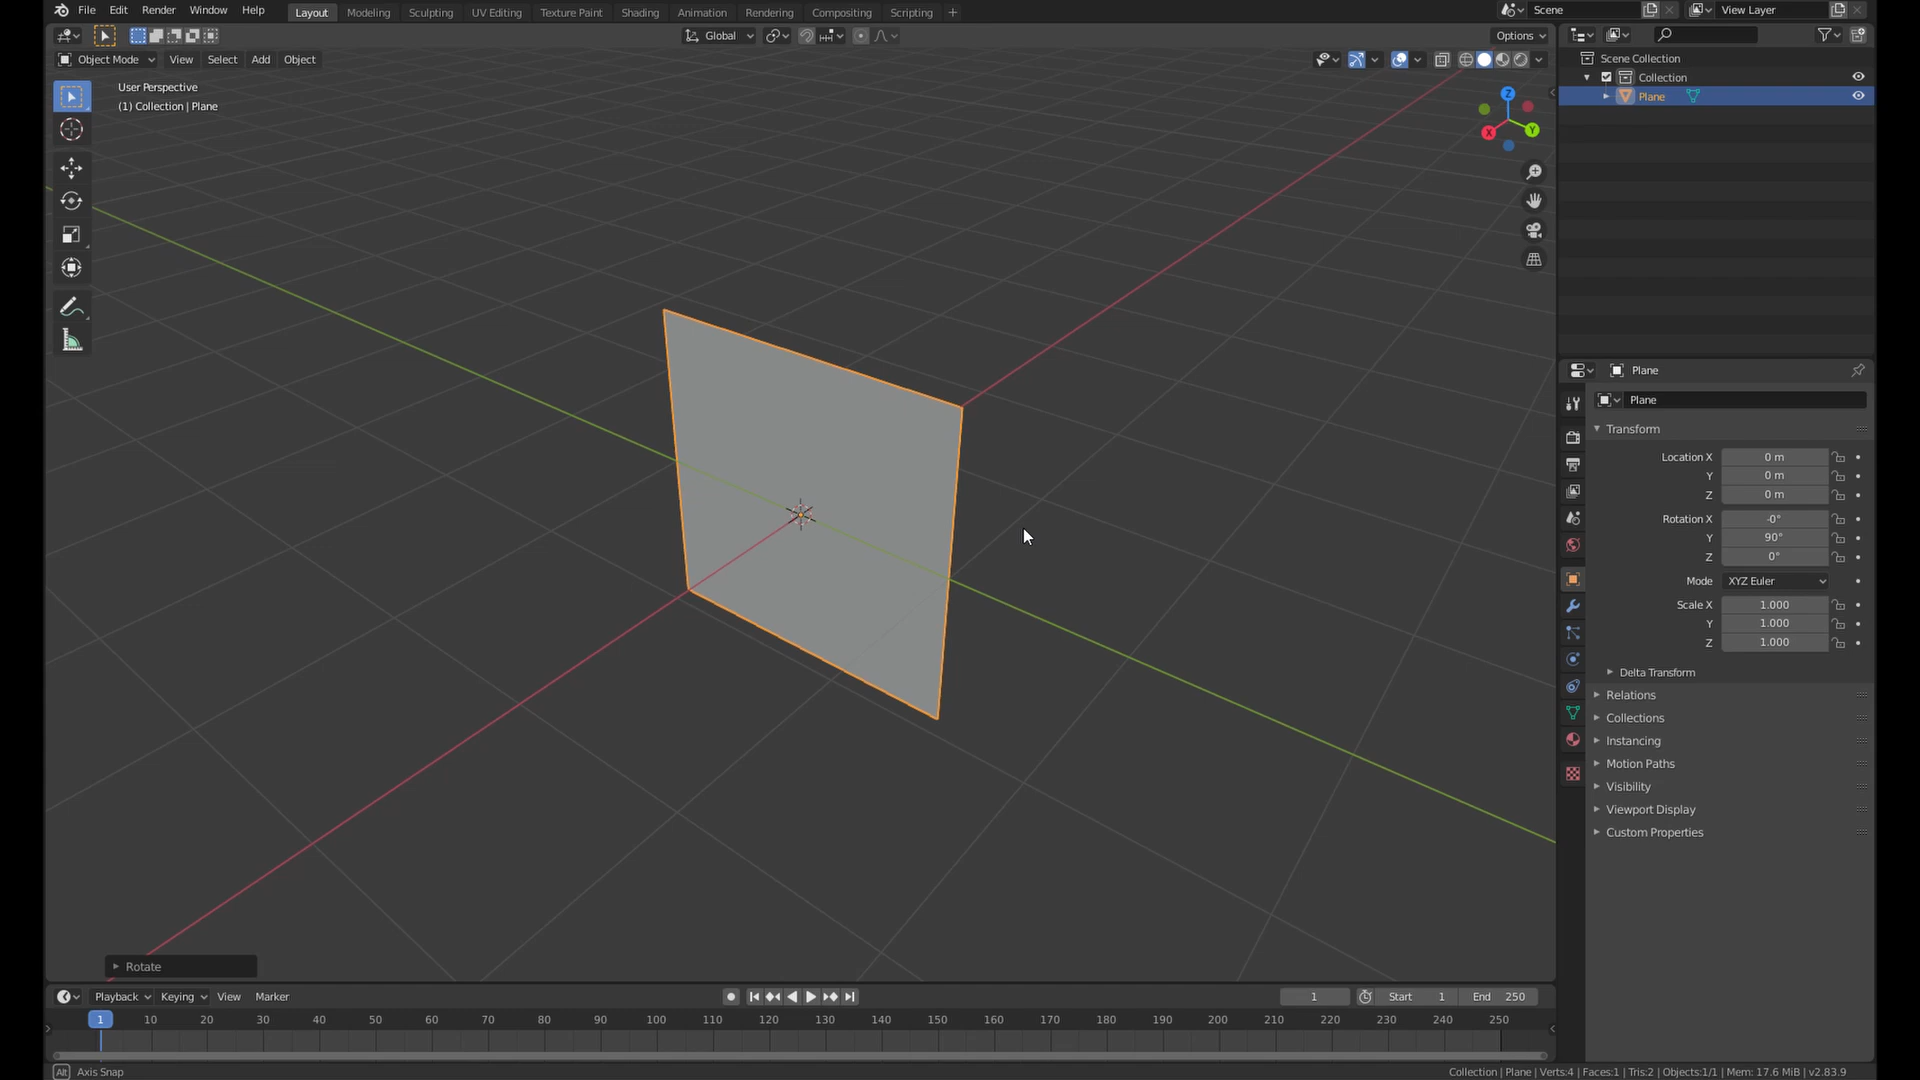 File Edit Render Window Help Layout Modeling Sculpting UV Editing Texture Paint Shading Animation Rendering Compositing Scripting + Scene View Layer
Global Options
Object Mode View Select Add Object
User Perspective
(1) Collection | Plane
Z
Y
X
Scene Collection
Collection
Plane
Plane
Plane
Transform
Location X 0 m
Y 0 m
Z 0 m
Rotation X -0°
Y 90°
Z 0°
Mode XYZ Euler
Scale X 1.000
Y 1.000
Z 1.000
Delta Transform
Relations
Collections
Instancing
Motion Paths
Visibility
Viewport Display
Custom Properties
Rotate
Playback Keying View Marker 1 Start 1 End 250
1 10 20 30 40 50 60 70 80 90 100 110 120 130 140 150 160 170 180 190 200 210 220 230 240 250
Alt Axis Snap Collection | Plane | Verts:4 | Faces:1 | Tris:2 | Objects:1/1 | Mem: 17.6 MiB | v2.83.9